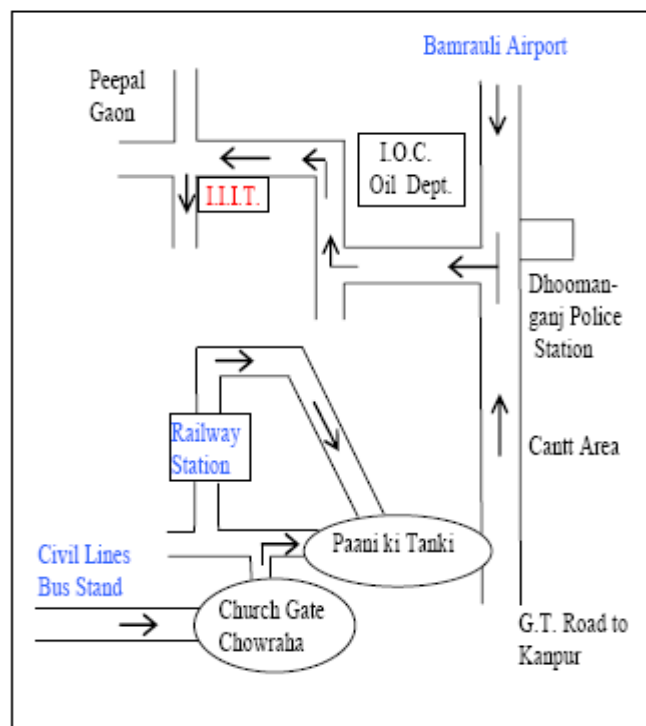 Bamrauli Airport
Peepal
Gaon
I.O.C.
Oil Dept.
I.I.I.T.
Dhooman-
ganj Police
Station
Railway
Station
Cantt Area
Paani ki Tanki
Civil Lines
Bus Stand
Church Gate
Chowraha
G.T. Road to
Kanpur